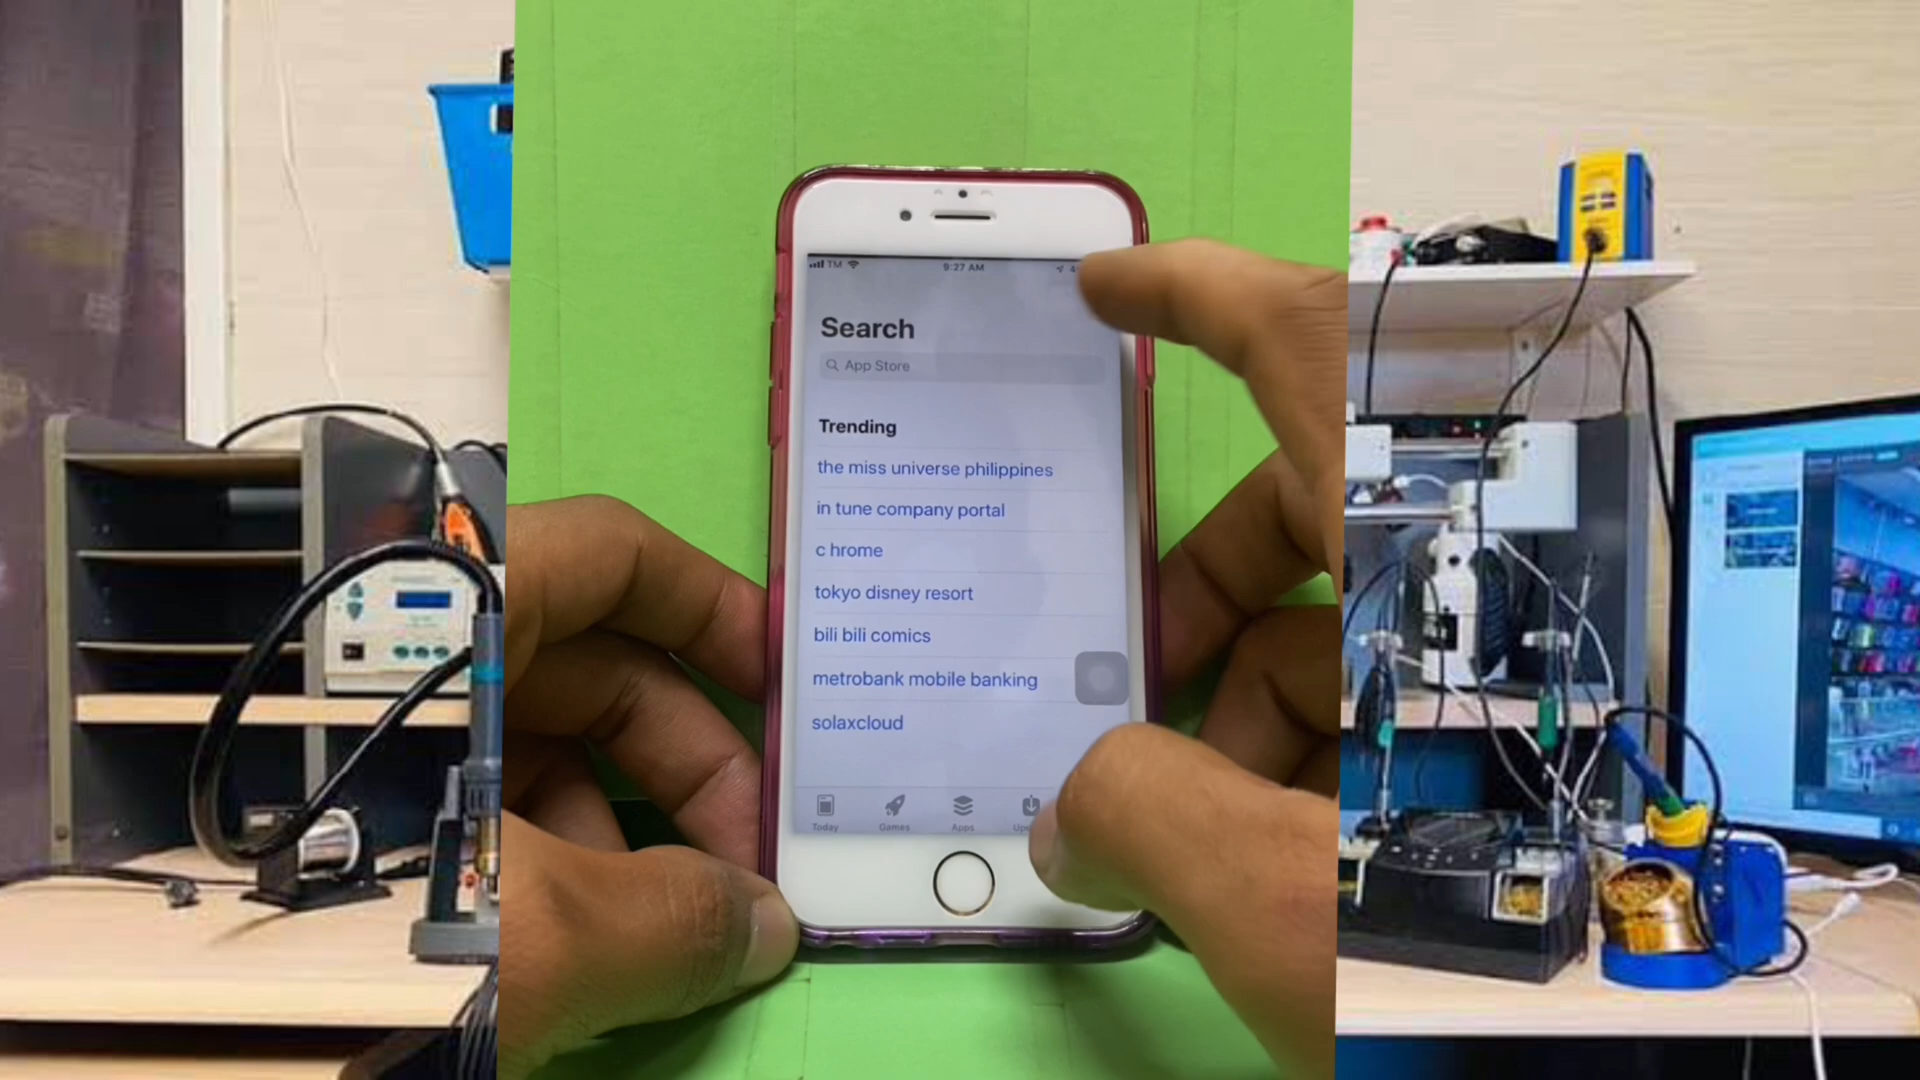 TM 9:27 AM
Search
App Store
Trending
the miss universe philippines
in tune company portal
c hrome
tokyo disney resort
bili bili comics
metrobank mobile banking
solaxcloud
Today Games Apps